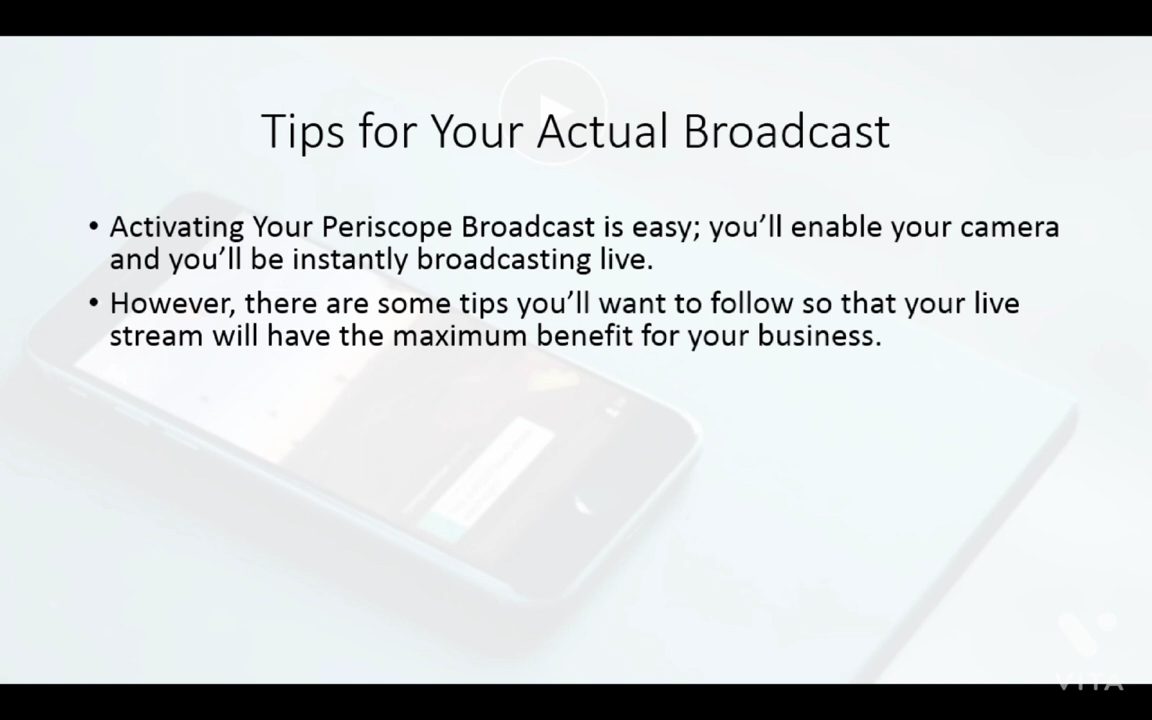 Tips for Your Actual Broadcast
• Activating Your Periscope Broadcast is easy; you’ll enable your camera
and you’ll be instantly broadcasting live.
• However, there are some tips you’ll want to follow so that your live
stream will have the maximum benefit for your business.
VITA